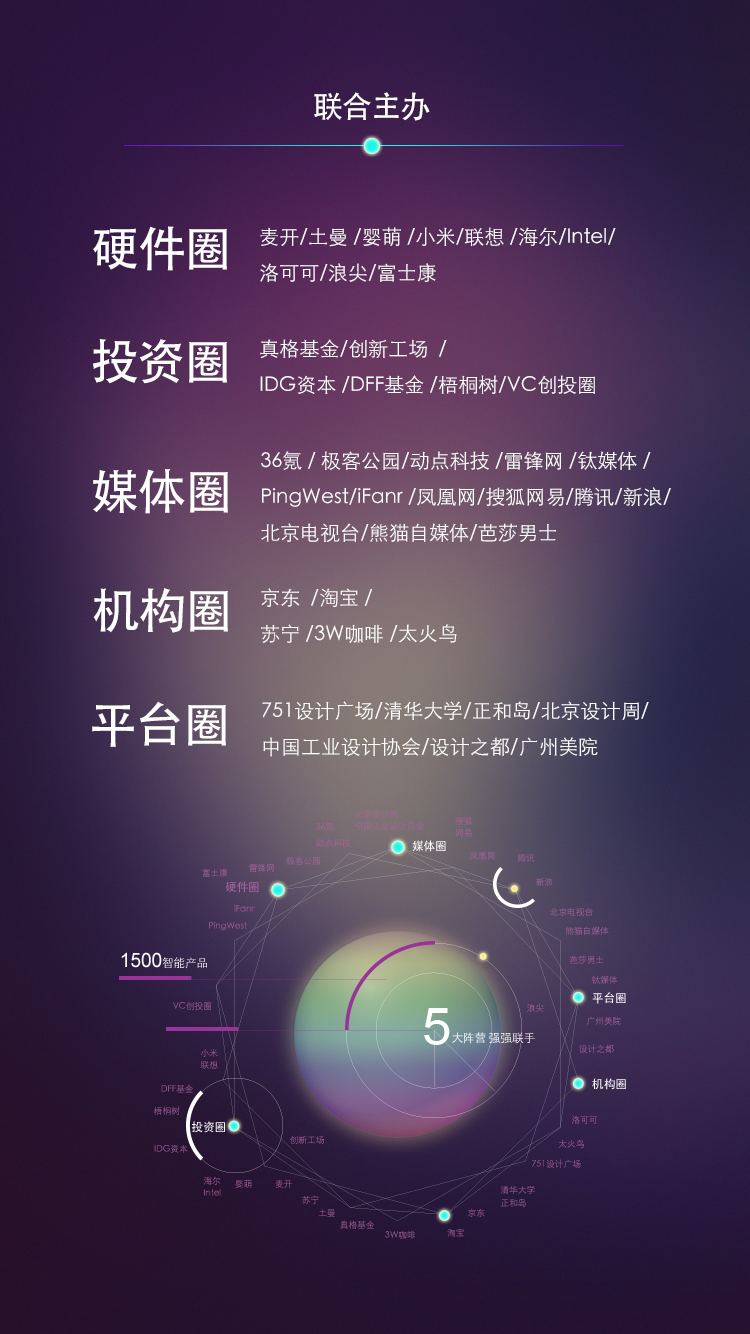 联合主办
硬件圈
麦开/土曼 /婴萌 /小米/联想 /海尔/Intel/
洛可可/浪尖/富士康
投资圈
真格基金/创新工场 /
IDG资本 /DFF基金 /梧桐树/VC创投圈
媒体圈
36氪 / 极客公园/动点科技 /雷锋网 /钛媒体 /
PingWest/iFanr /凤凰网/搜狐网易/腾讯/新浪/
北京电视台/熊猫自媒体/芭莎男士
机构圈
京东 /淘宝 /
苏宁 /3W咖啡 /太火鸟
平台圈
751设计广场/清华大学/正和岛/北京设计周/
中国工业设计协会/设计之都/广州美院
36氪
搜狐
网易
动点科技
媒体圈
极客公园
凤凰网
腾讯
雷锋网
富士康
硬件圈
新浪
iFanr
北京电视台
PingWest
熊猫自媒体
1500智能产品
芭莎男士
钛媒体
平台圈
VC创投圈
浪尖
广州美院
5大阵营 强强联手
小米
联想
设计之都
DFF基金
机构圈
梧桐树
洛可可
投资圈
创新工场
太火鸟
IDG资本
751设计广场
海尔
Intel
婴萌
麦开
清华大学
正和岛
苏宁
土曼
京东
真格基金
3W咖啡
淘宝